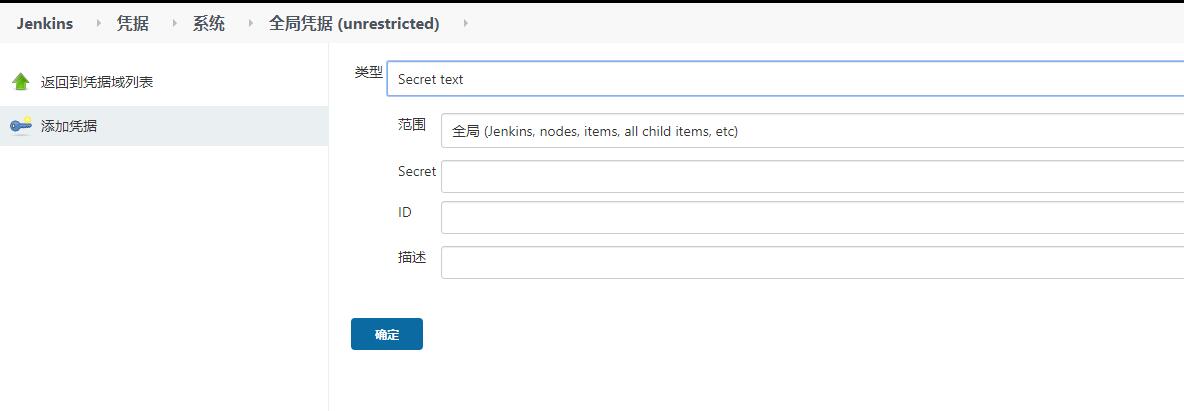 Jenkins 凭据 系统 全局凭据 (unrestricted)
返回到凭据域列表
添加凭据
类型 Secret text
范围 全局 (Jenkins, nodes, items, all child items, etc)
Secret
ID
描述
确定